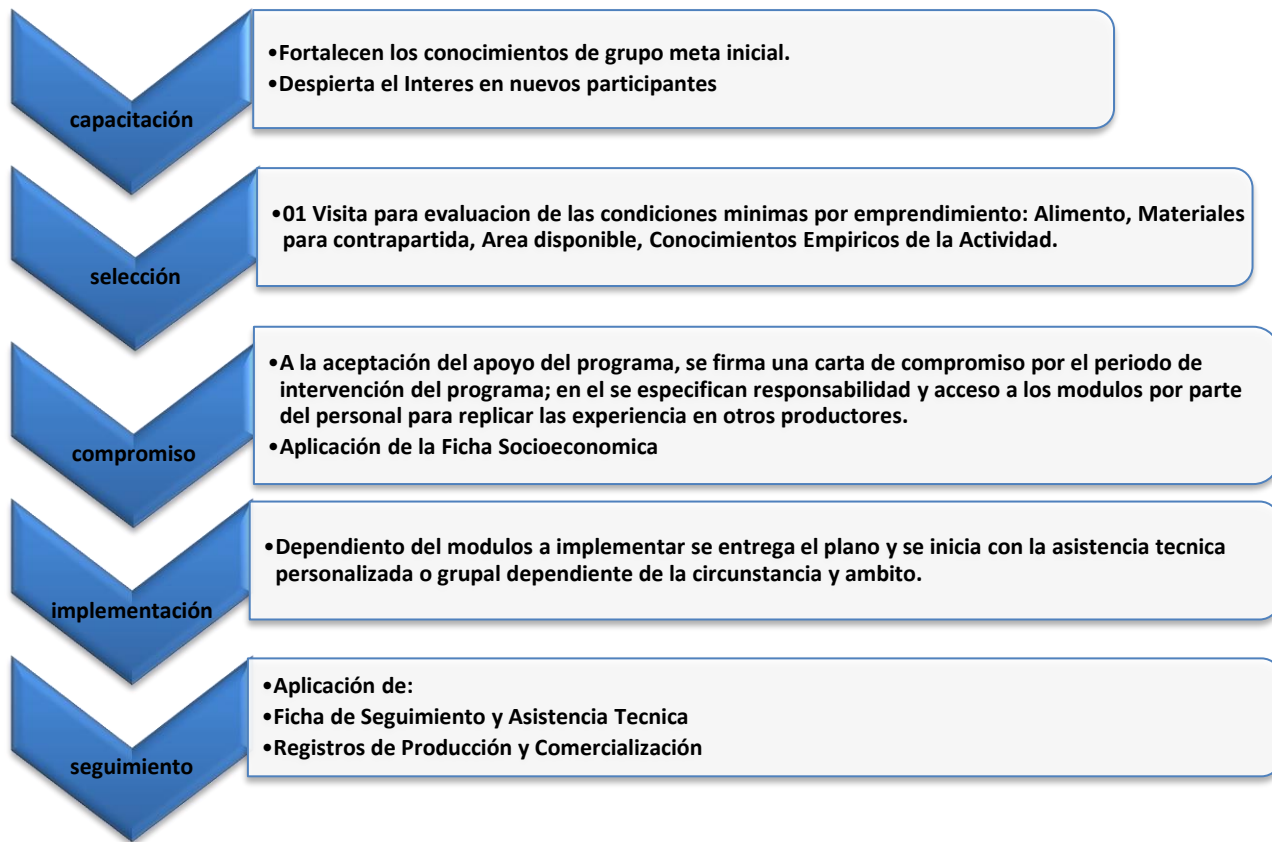 capacitación
•Fortalecen los conocimientos de grupo meta inicial.
•Despierta el Interes en nuevos participantes
selección
•01 Visita para evaluacion de las condiciones minimas por emprendimiento: Alimento, Materiales
para contrapartida, Area disponible, Conocimientos Empiricos de la Actividad.
compromiso
•A la aceptación del apoyo del programa, se firma una carta de compromiso por el periodo de
intervención del programa; en el se especifican responsabilidad y acceso a los modulos por parte
del personal para replicar las experiencia en otros productores.
•Aplicación de la Ficha Socioeconomica
implementación
•Dependiento del modulos a implementar se entrega el plano y se inicia con la asistencia tecnica
personalizada o grupal dependiente de la circunstancia y ambito.
seguimiento
•Aplicación de:
•Ficha de Seguimiento y Asistencia Tecnica
•Registros de Producción y Comercialización